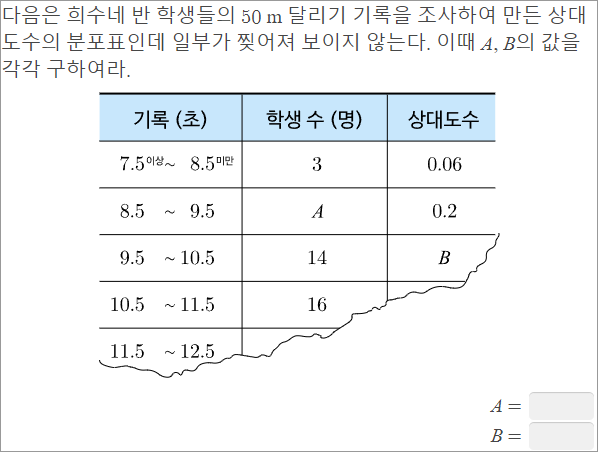 다음은 희수네 반 학생들의 50 m 달리기 기록을 조사하여 만든 상대
도수의 분포표인데 일부가 찢어져 보이지 않는다. 이때 A, B의 값을
각각 구하여라.
기록 (초) 학생 수 (명) 상대도수
7.5이상~ 8.5미만 3 0.06
8.5 ~ 9.5 A 0.2
9.5 ~ 10.5 14 B
10.5 ~ 11.5 16
11.5 ~ 12.5
A =
B =